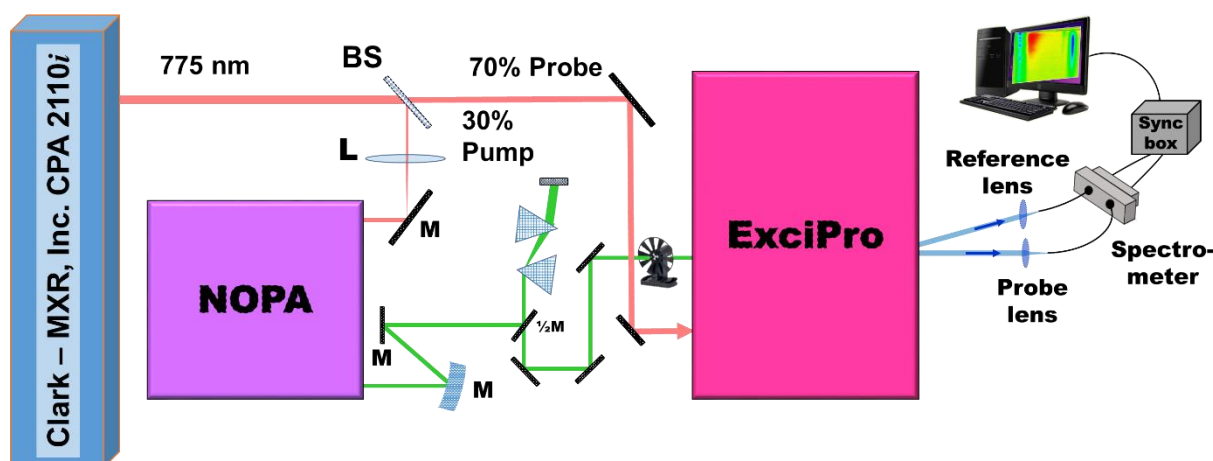 Clark – MXR, Inc. CPA 2110i
775 nm
BS
70% Probe
30%
Pump
L
M
NOPA
M
M
½M
ExciPro
Reference
lens
Probe
lens
Sync
box
Spectro-
meter